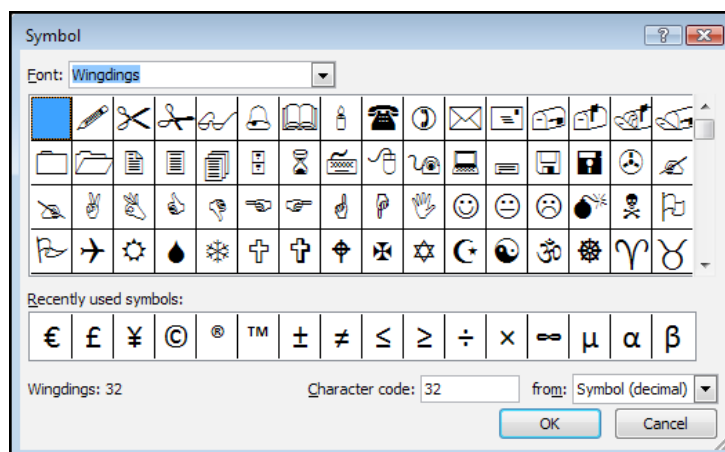 Symbol
Font: Wingdings
Recently used symbols:
€ £ ¥ © ® ™ ± ≠ ≤ ≥ ÷ × ∞ µ α β
Wingdings: 32 Character code: 32 from: Symbol (decimal)
OK Cancel